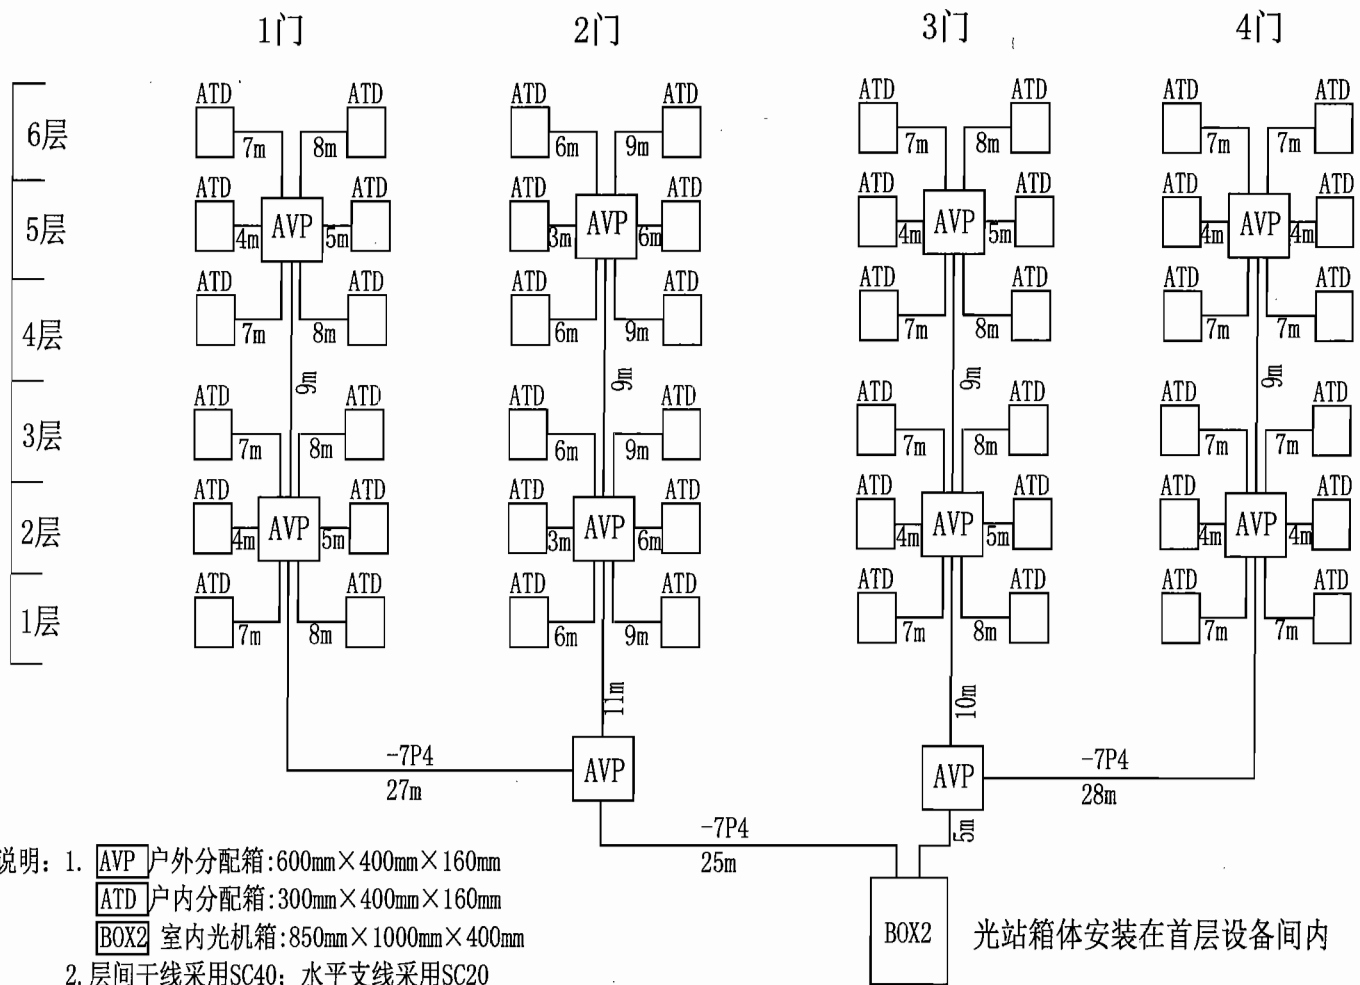 1门 2门 3门 4门
ATD ATD ATD ATD ATD ATD ATD ATD
6层 7m 8m 6m 9m 7m 8m 7m 7m
ATD ATD ATD ATD ATD ATD ATD ATD
5层 4m AVP 5m 3m AVP 6m 4m AVP 5m 4m AVP 4m
ATD ATD ATD ATD ATD ATD ATD ATD
4层 7m 8m 6m 9m 7m 8m 7m 7m
9m 9m 9m 9m
ATD ATD ATD ATD ATD ATD ATD ATD
3层 7m 8m 6m 9m 7m 8m 7m 7m
ATD ATD ATD ATD ATD ATD ATD ATD
2层 4m AVP 5m 3m AVP 6m 4m AVP 5m 4m AVP 4m
ATD ATD ATD ATD ATD ATD ATD ATD
1层 7m 8m 6m 9m 7m 8m 7m 7m
11m 10m
-7P4 AVP AVP -7P4
27m 28m
-7P4 5m
25m
说明: 1. AVP 户外分配箱:600mm×400mm×160mm
ATD 户内分配箱:300mm×400mm×160mm
BOX2 室内光机箱:850mm×1000mm×400mm
BOX2 光站箱体安装在首层设备间内
2. 层间干线采用SC40; 水平支线采用SC20